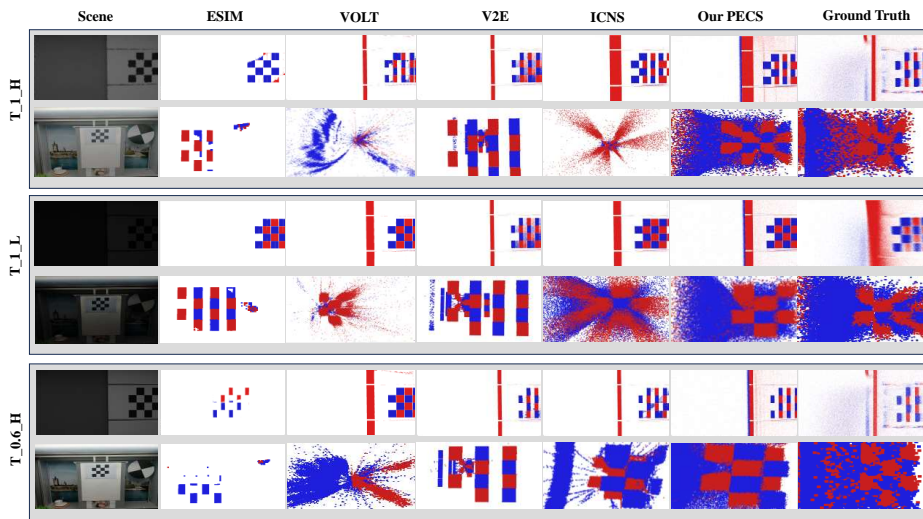 Scene ESIM VOLT V2E ICNS Our PECS Ground Truth
T_1_H
T_1_L
T_0.6_H